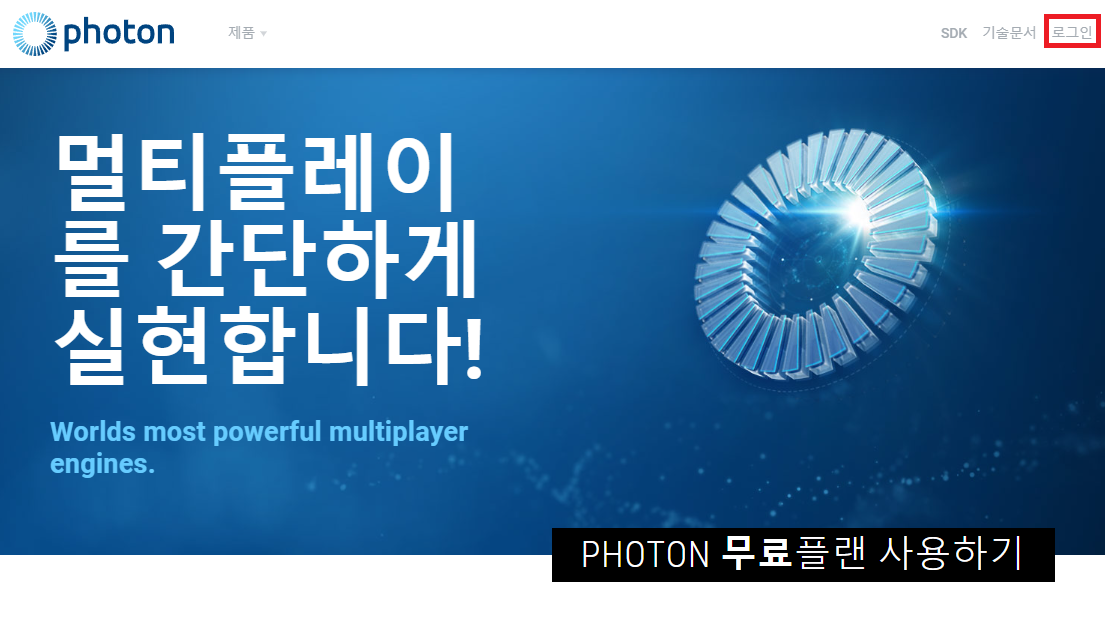 photon
제품
SDK
기술문서
로그인
멀티플레이
를 간단하게
실현합니다!
Worlds most powerful multiplayer
engines.
PHOTON 무료플랜 사용하기